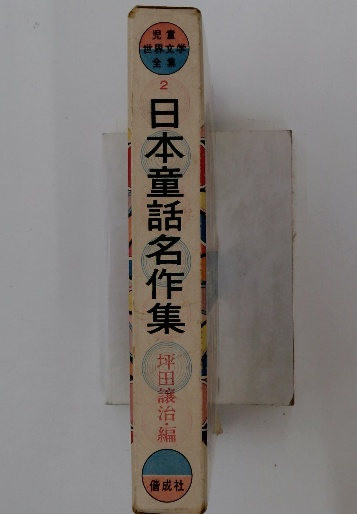 児童
世界文学
全集
2
日本童話名作集
坪田譲治・編
偕成社